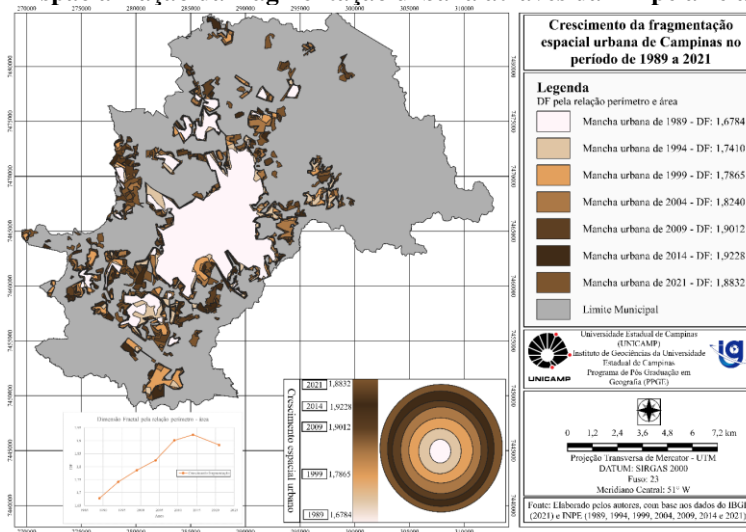 Crescimento da fragmentação
espacial urbana de Campinas no
período de 1989 a 2021
Legenda
DF pela relação perímetro e área
Mancha urbana de 1989 - DF: 1,6784
Mancha urbana de 1994 - DF: 1,7410
Mancha urbana de 1999 - DF: 1,7865
Mancha urbana de 2004 - DF: 1,8240
Mancha urbana de 2009 - DF: 1,9012
Mancha urbana de 2014 - DF: 1,9228
Mancha urbana de 2021 - DF: 1,8832
Limite Municipal
Universidade Estadual de Campinas
(UNICAMP)
Instituto de Geociências da Universidade
Estadual de Campinas
Programa de Pós Graduação em
Geografia (PPGE)
UNICAMP
ig
0 1,2 2,4 3,6 4,8 6 7,2 km
Projeção Transversa de Mercator - UTM
DATUM: SIRGAS 2000
Fuso: 23
Meridiano Central: 51° W
Fonte: Elaborado pelos autores, com base nos dados do IBGE
(2021) e INPE (1989, 1994, 1999, 2004, 2009, 2014 e 2021)
270000 275000 280000 285000 290000 295000 300000 305000 310000
Crescimento espacial urbano
2021 1,8832
2014 1,9228
2009 1,9012
1999 1,7865
1989 1,6784
Dimensão Fractal pela relação perímetro - área